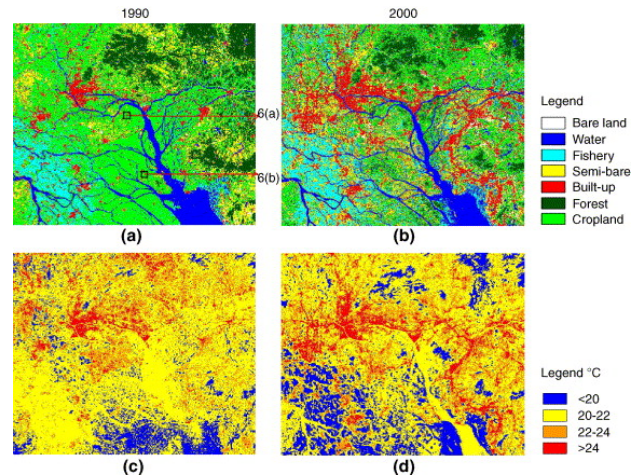 1990
2000
6(a)
6(b)
(a)
(b)
Legend
Bare land
Water
Fishery
Semi-bare
Built-up
Forest
Cropland
(c)
(d)
Legend °C
<20
20-22
22-24
>24